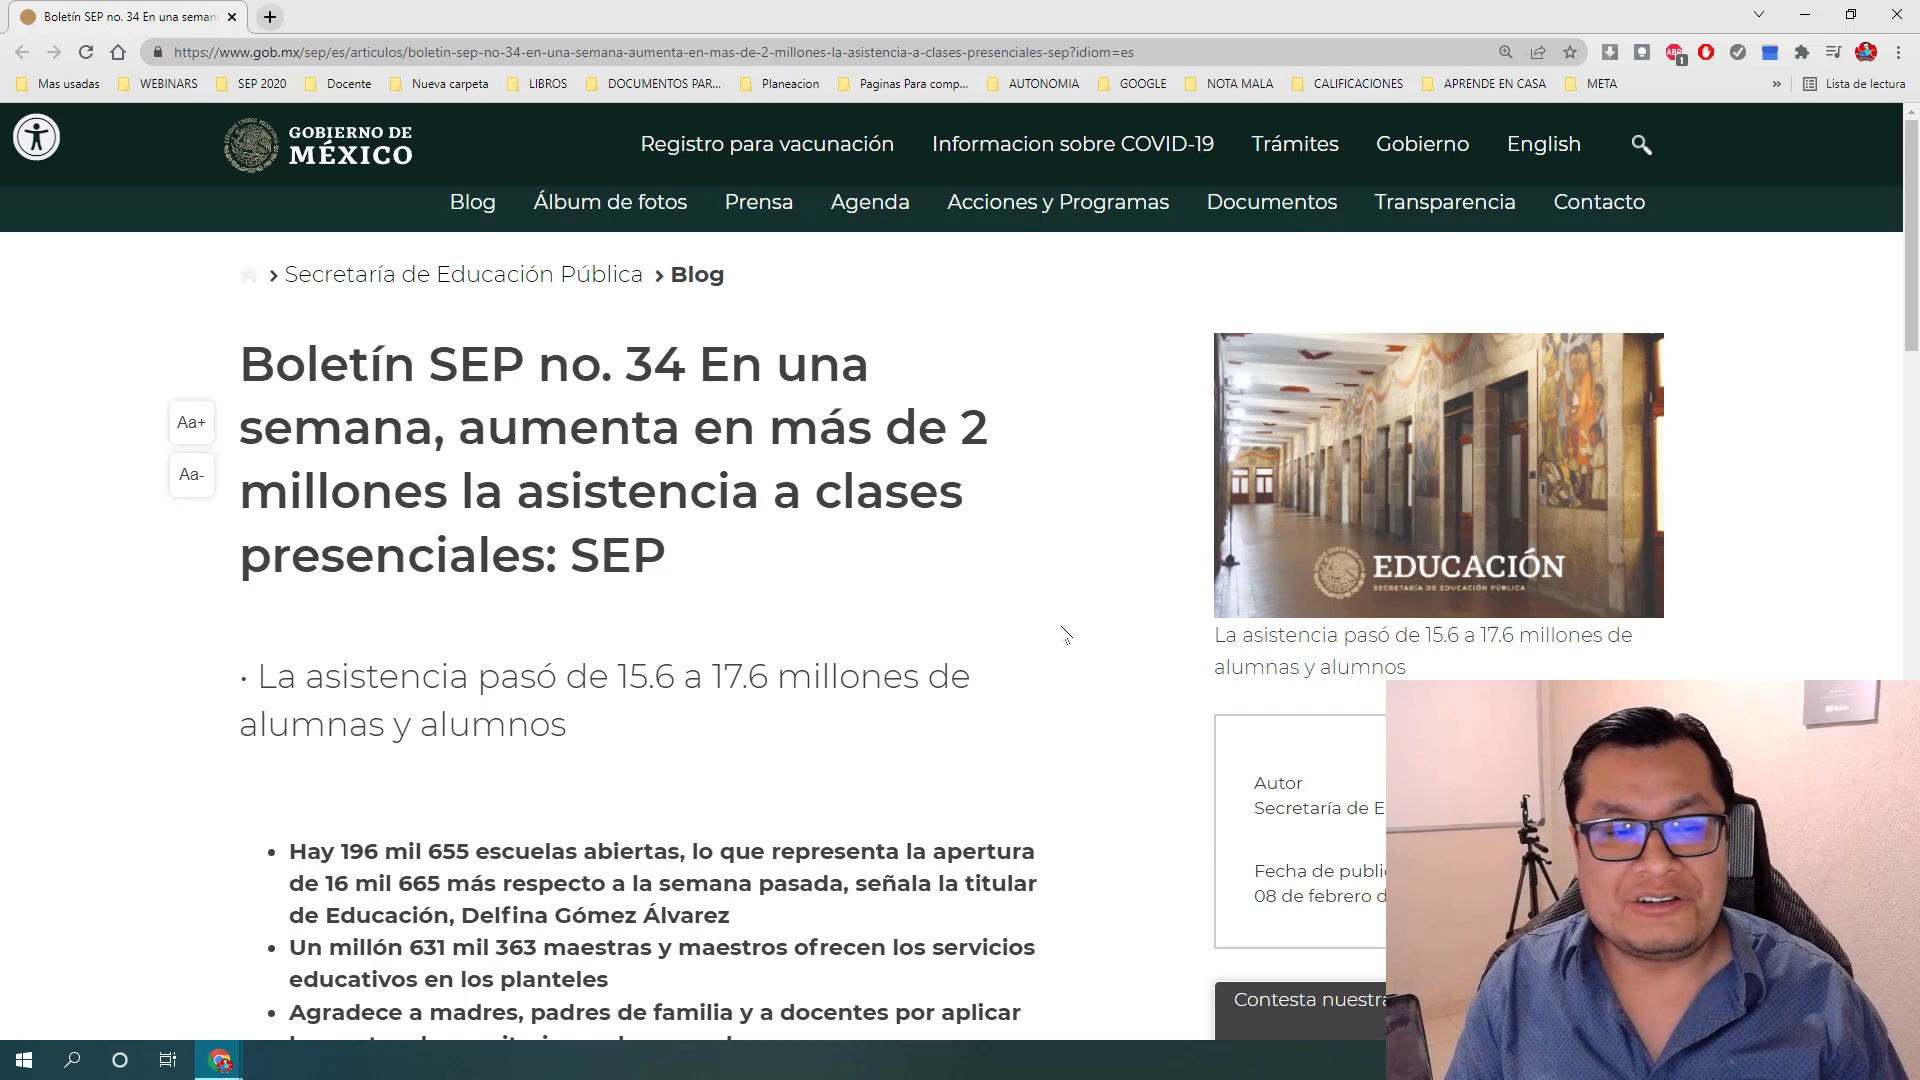 Boletín SEP no. 34 En una seman
https://www.gob.mx/sep/es/articulos/boletin-sep-no-34-en-una-semana-aumenta-en-mas-de-2-millones-la-asistencia-a-clases-presenciales-sep?idiom=es
ABP
1
Mas usadas
WEBINARS
SEP 2020
Docente
Nueva carpeta
LIBROS
DOCUMENTOS PAR...
Planeacion
Paginas Para comp...
AUTONOMIA
GOOGLE
NOTA MALA
CALIFICACIONES
APRENDE EN CASA
META
»
Lista de lectura
GOBIERNO DE
MÉXICO
Registro para vacunación
Informacion sobre COVID-19
Trámites
Gobierno
English
Blog
Álbum de fotos
Prensa
Agenda
Acciones y Programas
Documentos
Transparencia
Contacto
Secretaría de Educación Pública
Blog
Boletín SEP no. 34 En una
semana, aumenta en más de 2
millones la asistencia a clases
presenciales: SEP
Aa+
Aa-
EDUCACIÓN
SECRETARÍA DE EDUCACIÓN PÚBLICA
La asistencia pasó de 15.6 a 17.6 millones de
alumnas y alumnos
· La asistencia pasó de 15.6 a 17.6 millones de
alumnas y alumnos
Autor
Secretaría de E
Fecha de publi
08 de febrero d
Contesta nuestra
• Hay 196 mil 655 escuelas abiertas, lo que representa la apertura
de 16 mil 665 más respecto a la semana pasada, señala la titular
de Educación, Delfina Gómez Álvarez
• Un millón 631 mil 363 maestras y maestros ofrecen los servicios
educativos en los planteles
• Agradece a madres, padres de familia y a docentes por aplicar